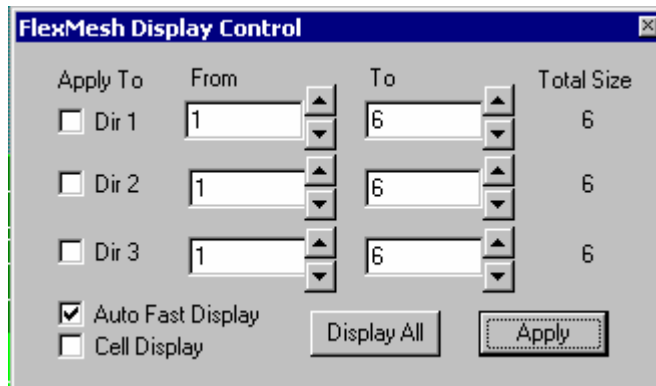 FlexMesh Display Control
Apply To From To Total Size
Dir 1 1 6 6
Dir 2 1 6 6
Dir 3 1 6 6
Auto Fast Display
Cell Display
Display All Apply